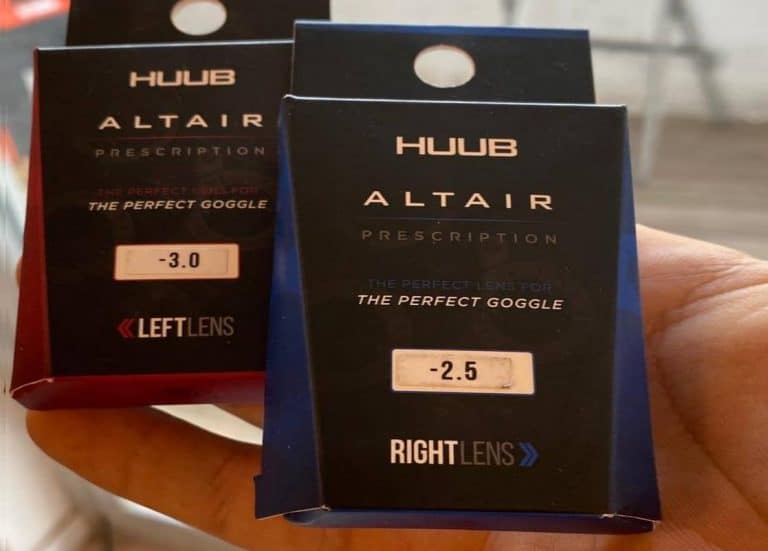 HUUB
ALTAIR
PRESCRIPTION
THE PERFECT LENS FOR
THE PERFECT GOGGLE
-3.0
LEFTLENS
HUUB
ALTAIR
PRESCRIPTION
THE PERFECT LENS FOR
THE PERFECT GOGGLE
-2.5
RIGHTLENS